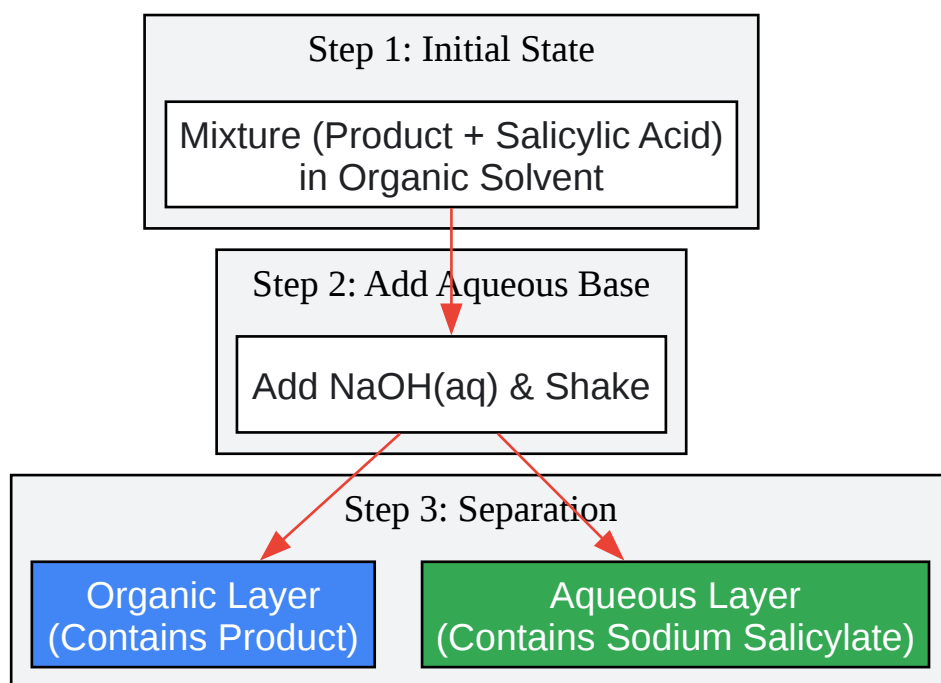 Step 1: Initial State
Mixture (Product + Salicylic Acid)
in Organic Solvent
Step 2: Add Aqueous Base
Add NaOH(aq) & Shake
Step 3: Separation
Organic Layer
(Contains Product)
Aqueous Layer
(Contains Sodium Salicylate)